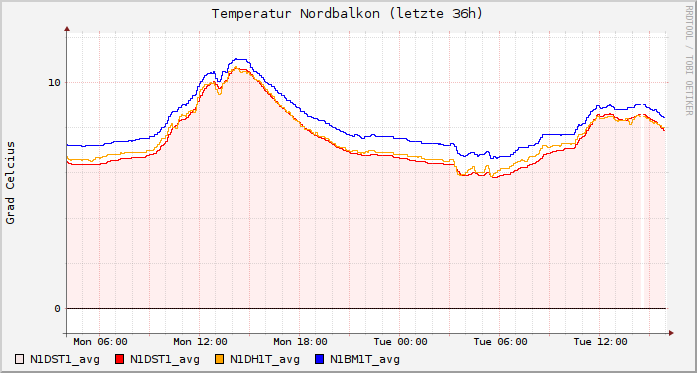 Temperatur Nordbalkon (letzte 36h)
RRDTOOL / TOBI OETIKER
Grad Celcius
10
0
Mon 06:00 Mon 12:00 Mon 18:00 Tue 00:00 Tue 06:00 Tue 12:00
N1DST1_avg N1DST1_avg N1DH1T_avg N1BM1T_avg